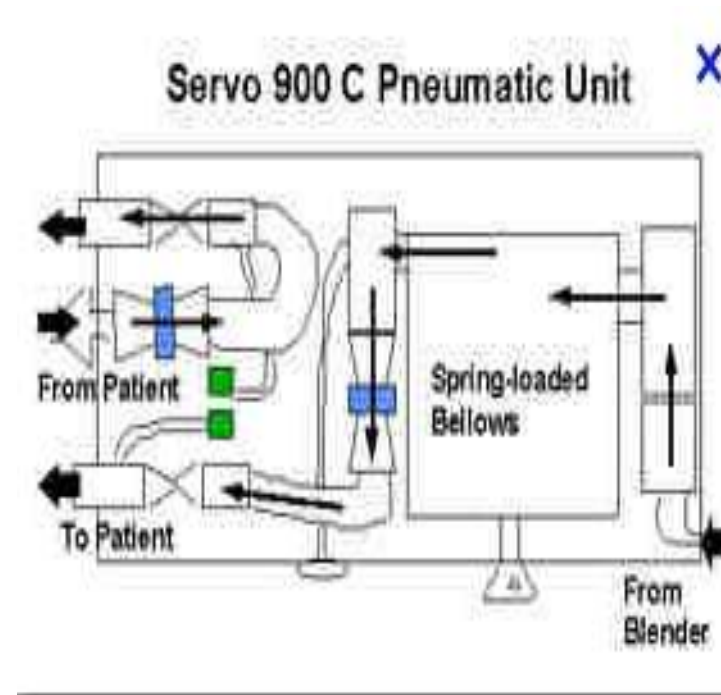 Servo 900 C Pneumatic Unit
X
From Patient
Spring-loaded
Bellows
To Patient
From
Blender